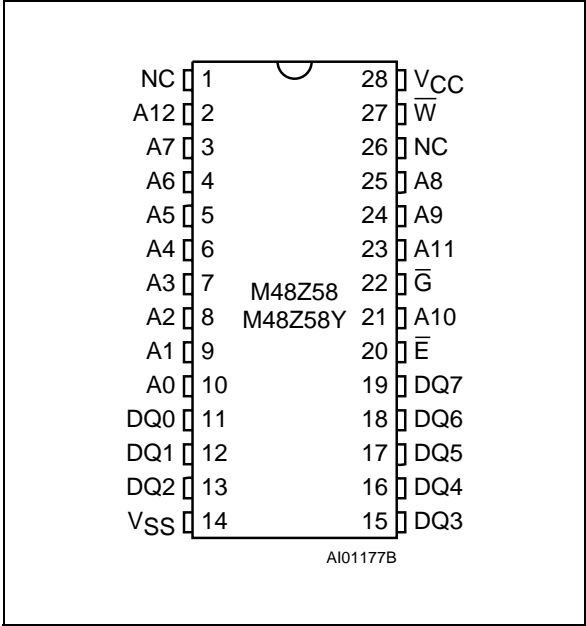 NC 1 28 VCC
A12 2 27 W̅
A7 3 26 NC
A6 4 25 A8
A5 5 24 A9
A4 6 23 A11
A3 7 22 G̅
M48Z58
A2 8 21 A10
M48Z58Y
A1 9 20 E̅
A0 10 19 DQ7
DQ0 11 18 DQ6
DQ1 12 17 DQ5
DQ2 13 16 DQ4
VSS 14 15 DQ3
AI01177B